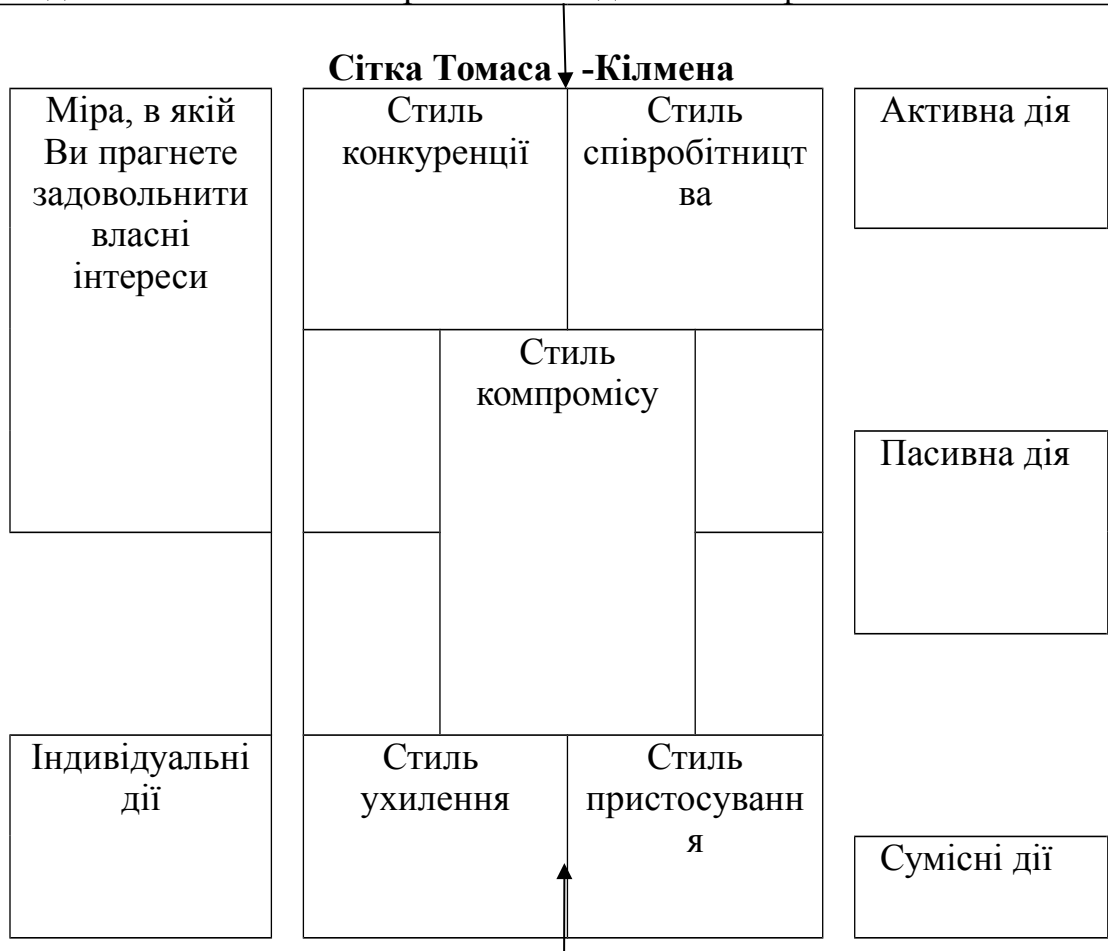 Сітка Томаса -Кілмена
Міра, в якій
Ви прагнете
задовольнити
власні
інтереси
Стиль
конкуренції
Стиль
співробітницт
ва
Активна дія
Стиль
компромісу
Пасивна дія
Індивідуальні
дії
Стиль
ухилення
Стиль
пристосуванн
я
Сумісні дії